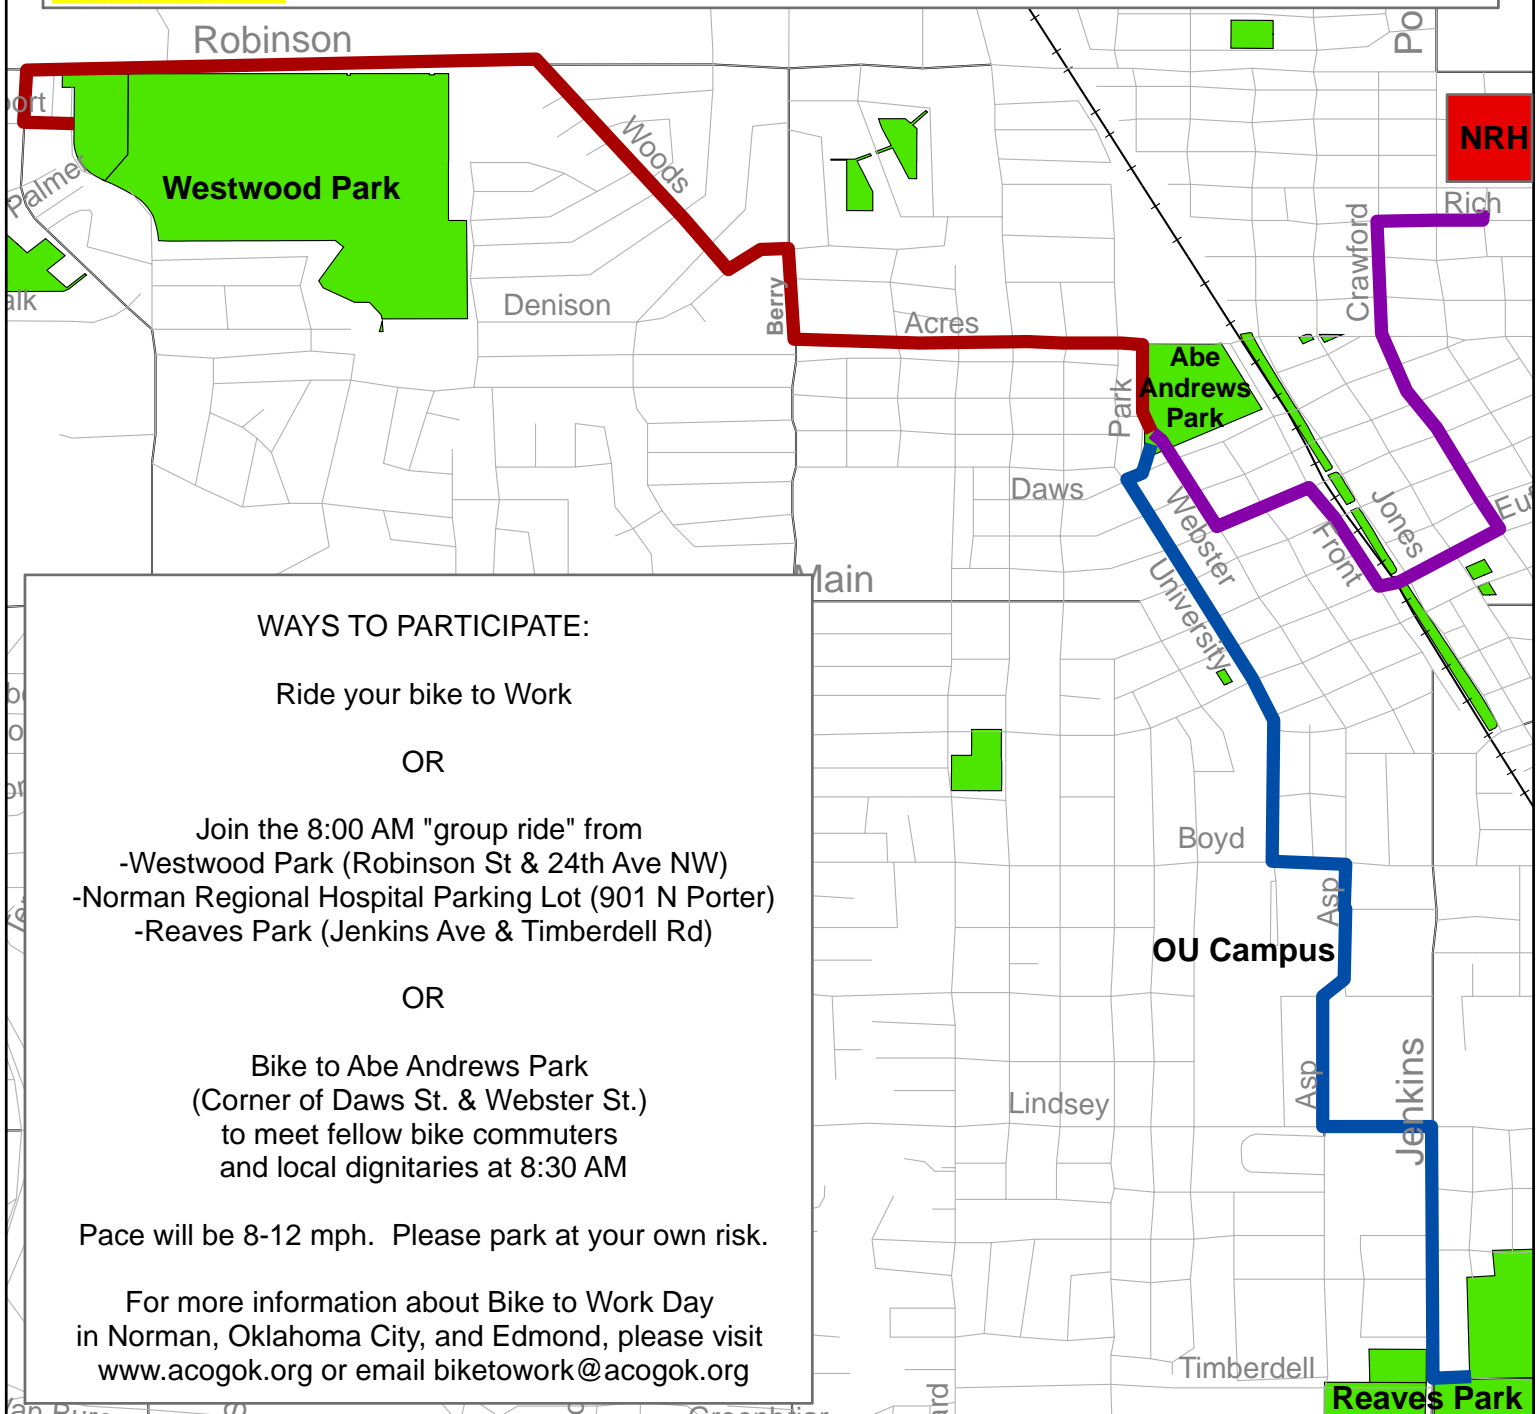 Robinson
Po
port
NRH
Woods
Palmer
Westwood Park
Rich
Crawford
alk
Denison
Berry
Acres
Abe
Andrews
Park
Park
Daws
Webster
Jones
Euf
Front
Main
University
WAYS TO PARTICIPATE:
Ride your bike to Work
OR
Join the 8:00 AM "group ride" from
-Westwood Park (Robinson St & 24th Ave NW)
-Norman Regional Hospital Parking Lot (901 N Porter)
-Reaves Park (Jenkins Ave & Timberdell Rd)
OR
Bike to Abe Andrews Park
(Corner of Daws St. & Webster St.)
to meet fellow bike commuters
and local dignitaries at 8:30 AM
Pace will be 8-12 mph.  Please park at your own risk.
For more information about Bike to Work Day
in Norman, Oklahoma City, and Edmond, please visit
www.acogok.org or email biketowork@acogok.org
Boyd
Asp
OU Campus
Asp
Jenkins
Lindsey
Timberdell
Reaves Park
ard